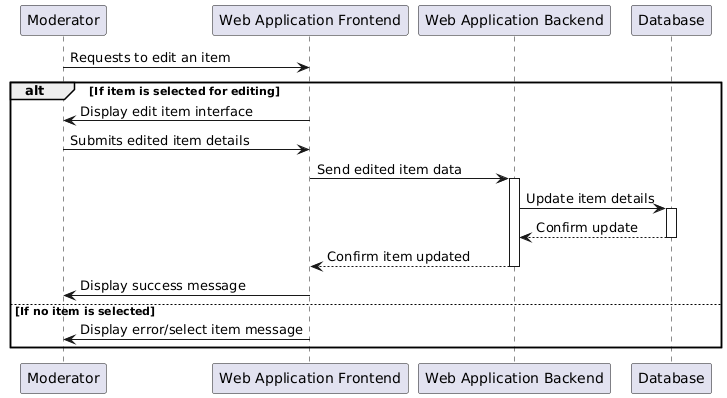 Moderator Web Application Frontend Web Application Backend Database
Requests to edit an item
alt [If item is selected for editing]
Display edit item interface
Submits edited item details
Send edited item data
Update item details
Confirm update
Confirm item updated
Display success message
[If no item is selected]
Display error/select item message
Moderator Web Application Frontend Web Application Backend Database